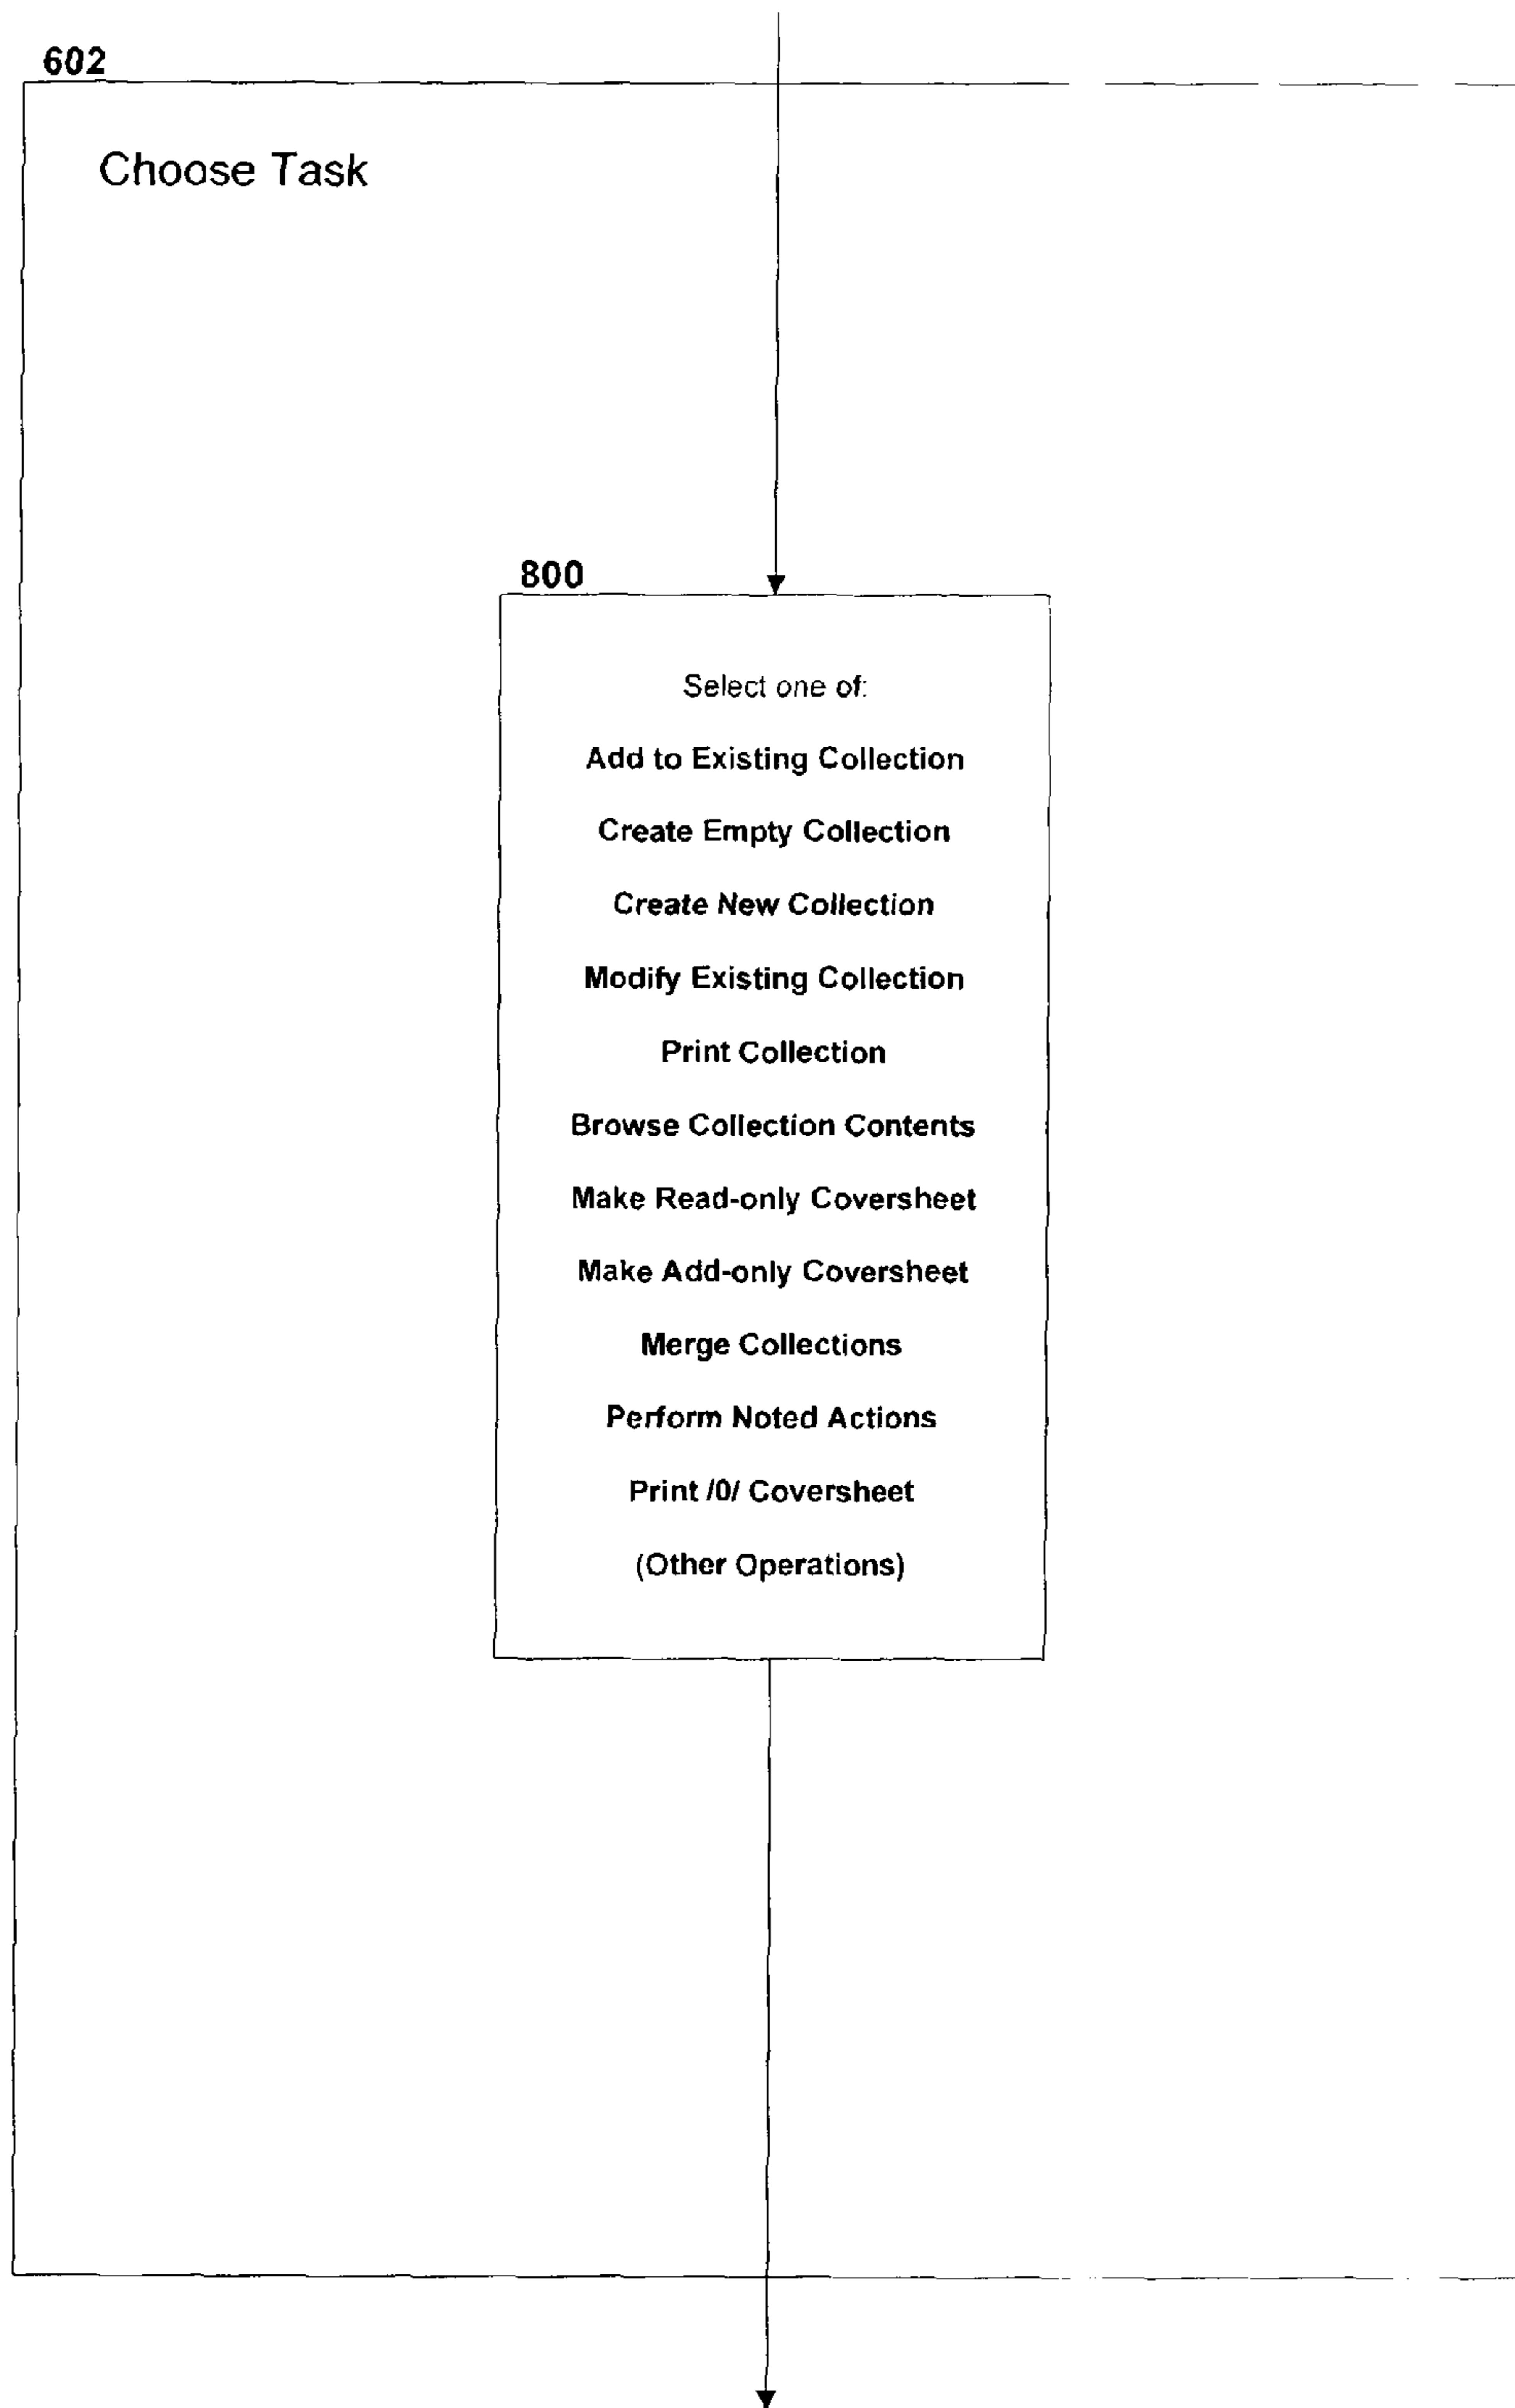 602
Choose Task
800
Select one of:
Add to Existing Collection
Create Empty Collection
Create New Collection
Modify Existing Collection
Print Collection
Browse Collection Contents
Make Read-only Coversheet
Make Add-only Coversheet
Merge Collections
Perform Noted Actions
Print /0/ Coversheet
(Other Operations)